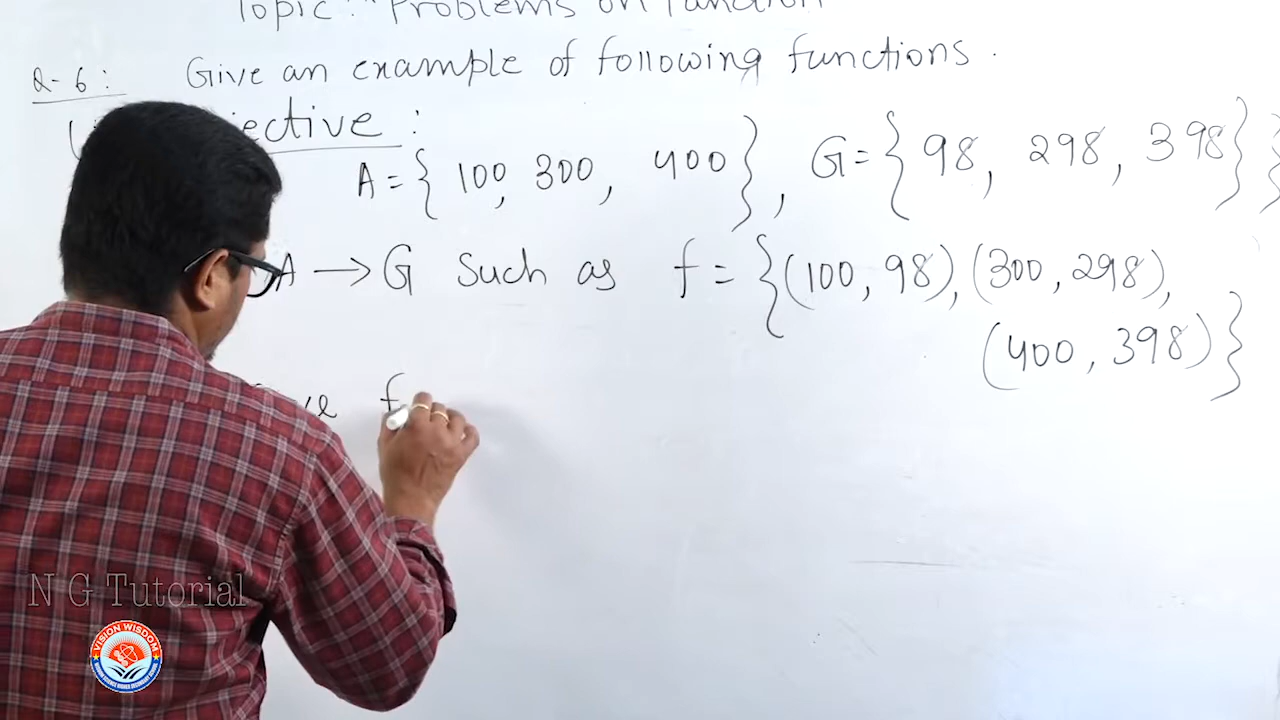 Topic :- Problems on Function
Q-6: Give an example of following functions.
ective :
A = { 100, 300, 400 }, G = { 98, 298, 398 }
A → G such as f = { (100, 98), (300, 298),
(400, 398) }
f
N G Tutorial
VISION WISDOM